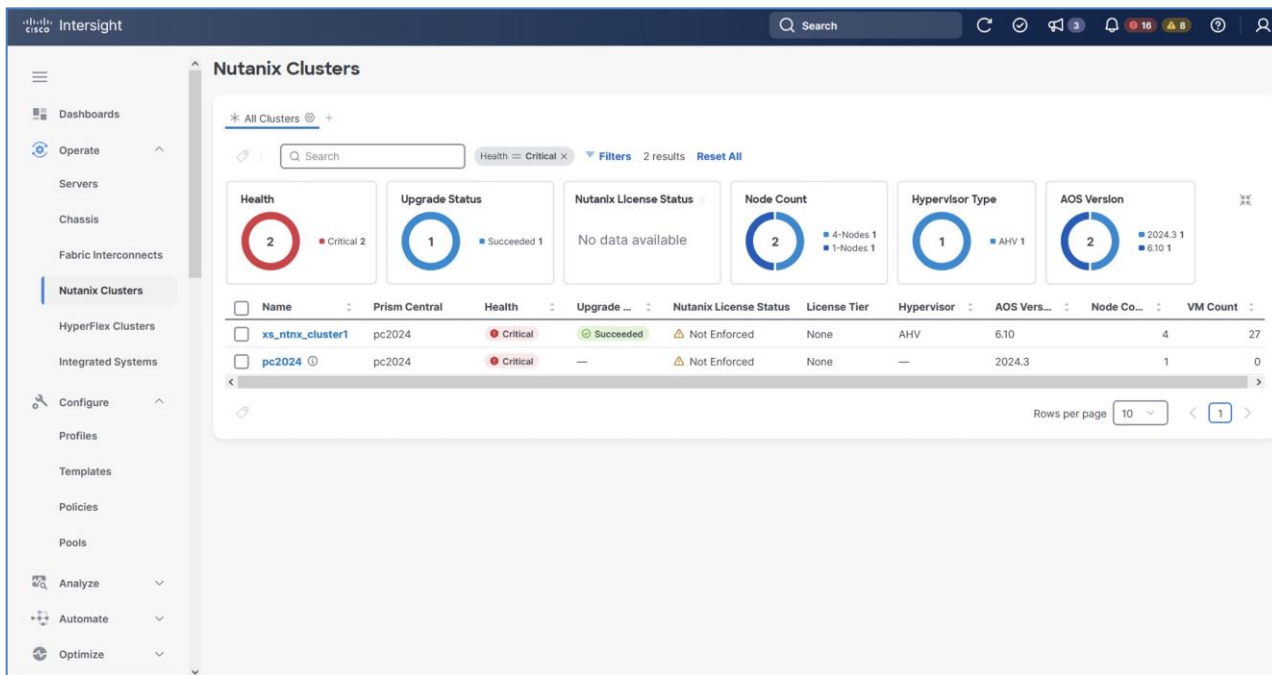 CISCO Intersight
Search
3
16
8
Nutanix Clusters
Dashboards
Operate
Servers
Chassis
Fabric Interconnects
Nutanix Clusters
HyperFlex Clusters
Integrated Systems
Configure
Profiles
Templates
Policies
Pools
Analyze
Automate
Optimize
All Clusters
Search
Health = Critical × Filters 2 results Reset All
Health
2
Critical 2
Upgrade Status
1
Succeeded 1
Nutanix License Status
No data available
Node Count
2
4-Nodes 1
1-Nodes 1
Hypervisor Type
1
AHV 1
AOS Version
2
2024.3 1
6.10 1
Name Prism Central Health Upgrade ... Nutanix License Status License Tier Hypervisor AOS Vers... Node Co... VM Count
xs_ntnx_cluster1 pc2024 Critical Succeeded Not Enforced None AHV 6.10 4 27
pc2024 pc2024 Critical — Not Enforced None — 2024.3 1 0
Rows per page 10 1